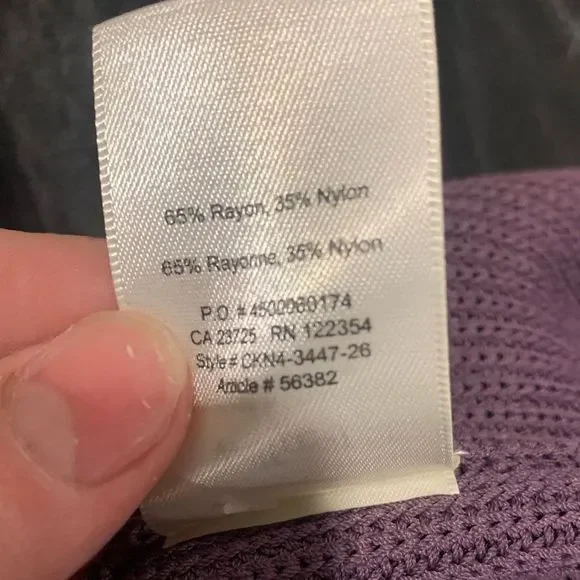 65% Rayon, 35% Nylon
65% Rayonne, 35% Nylon
P.O. # 4500060174
CA 23725 RN 122354
Style# CKN4-3447-26
Article # 56382